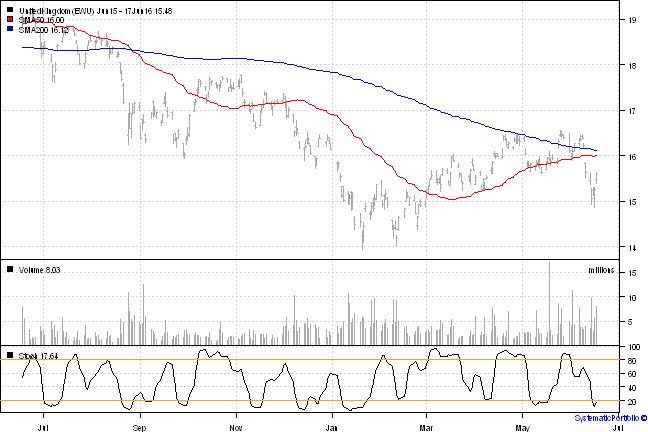 UnitedKingdom (EWU) Jun15 - 17Jun16 15.48
SMA50 16.00
SMA200 16.12
19
18
17
16
15
14
Volume 8.03
millions
15
10
5
Stoch 17.64
100
80
60
40
20
SystematicPortfolio ©
Jul
Sep
Nov
Jan
Mar
May
Jul